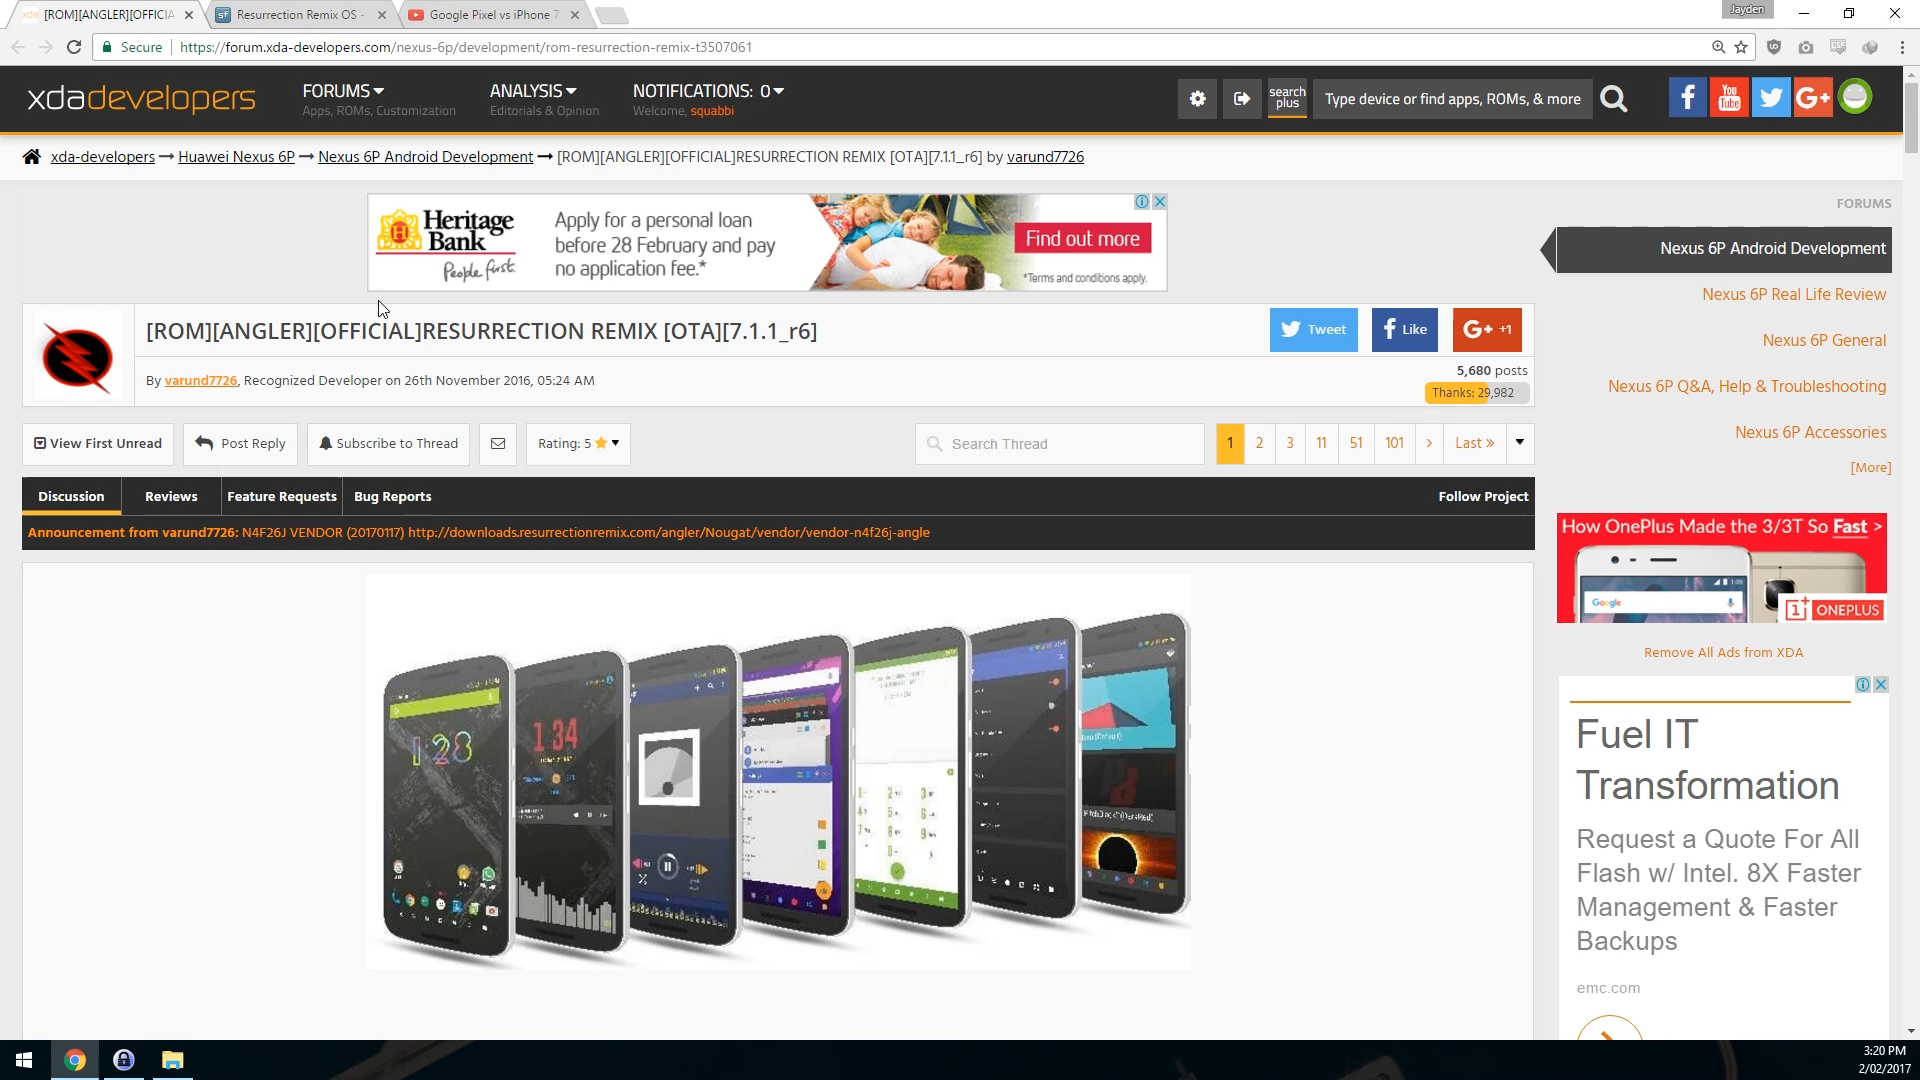 [ROM][ANGLER][OFFICIA
Resurrection Remix OS -
Google Pixel vs iPhone 7
Jayden
Secure
https://forum.xda-developers.com/nexus-6p/development/rom-resurrection-remix-t3507061
xdadevelopers
FORUMS
Apps, ROMs, Customization
ANALYSIS
Editorials & Opinion
NOTIFICATIONS: 0
Welcome, squabbi
search plus
Type device or find apps, ROMs, & more
You Tube
G+
xda-developers → Huawei Nexus 6P → Nexus 6P Android Development → [ROM][ANGLER][OFFICIAL]RESURRECTION REMIX [OTA][7.1.1_r6] by varund7726
Heritage Bank
People first.
Apply for a personal loan
before 28 February and pay
no application fee.*
Find out more
*Terms and conditions apply.
FORUMS
Nexus 6P Android Development
Nexus 6P Real Life Review
Nexus 6P General
Nexus 6P Q&A, Help & Troubleshooting
Nexus 6P Accessories
[More]
[ROM][ANGLER][OFFICIAL]RESURRECTION REMIX [OTA][7.1.1_r6]
Tweet
Like
G+ +1
By varund7726, Recognized Developer on 26th November 2016, 05:24 AM
5,680 posts
Thanks: 29,982
View First Unread
Post Reply
Subscribe to Thread
Rating: 5
Search Thread
1 2 3 11 51 101 > Last »
Discussion
Reviews
Feature Requests
Bug Reports
Follow Project
Announcement from varund7726: N4F26J VENDOR (20170117) http://downloads.resurrectionremix.com/angler/Nougat/vendor/vendor-n4f26j-angle
1:28
1 34
How OnePlus Made the 3/3T So Fast >
Google
1:00
ONEPLUS
Remove All Ads from XDA
Fuel IT
Transformation
Request a Quote For All
Flash w/ Intel. 8X Faster
Management & Faster
Backups
emc.com
3:20 PM
2/02/2017